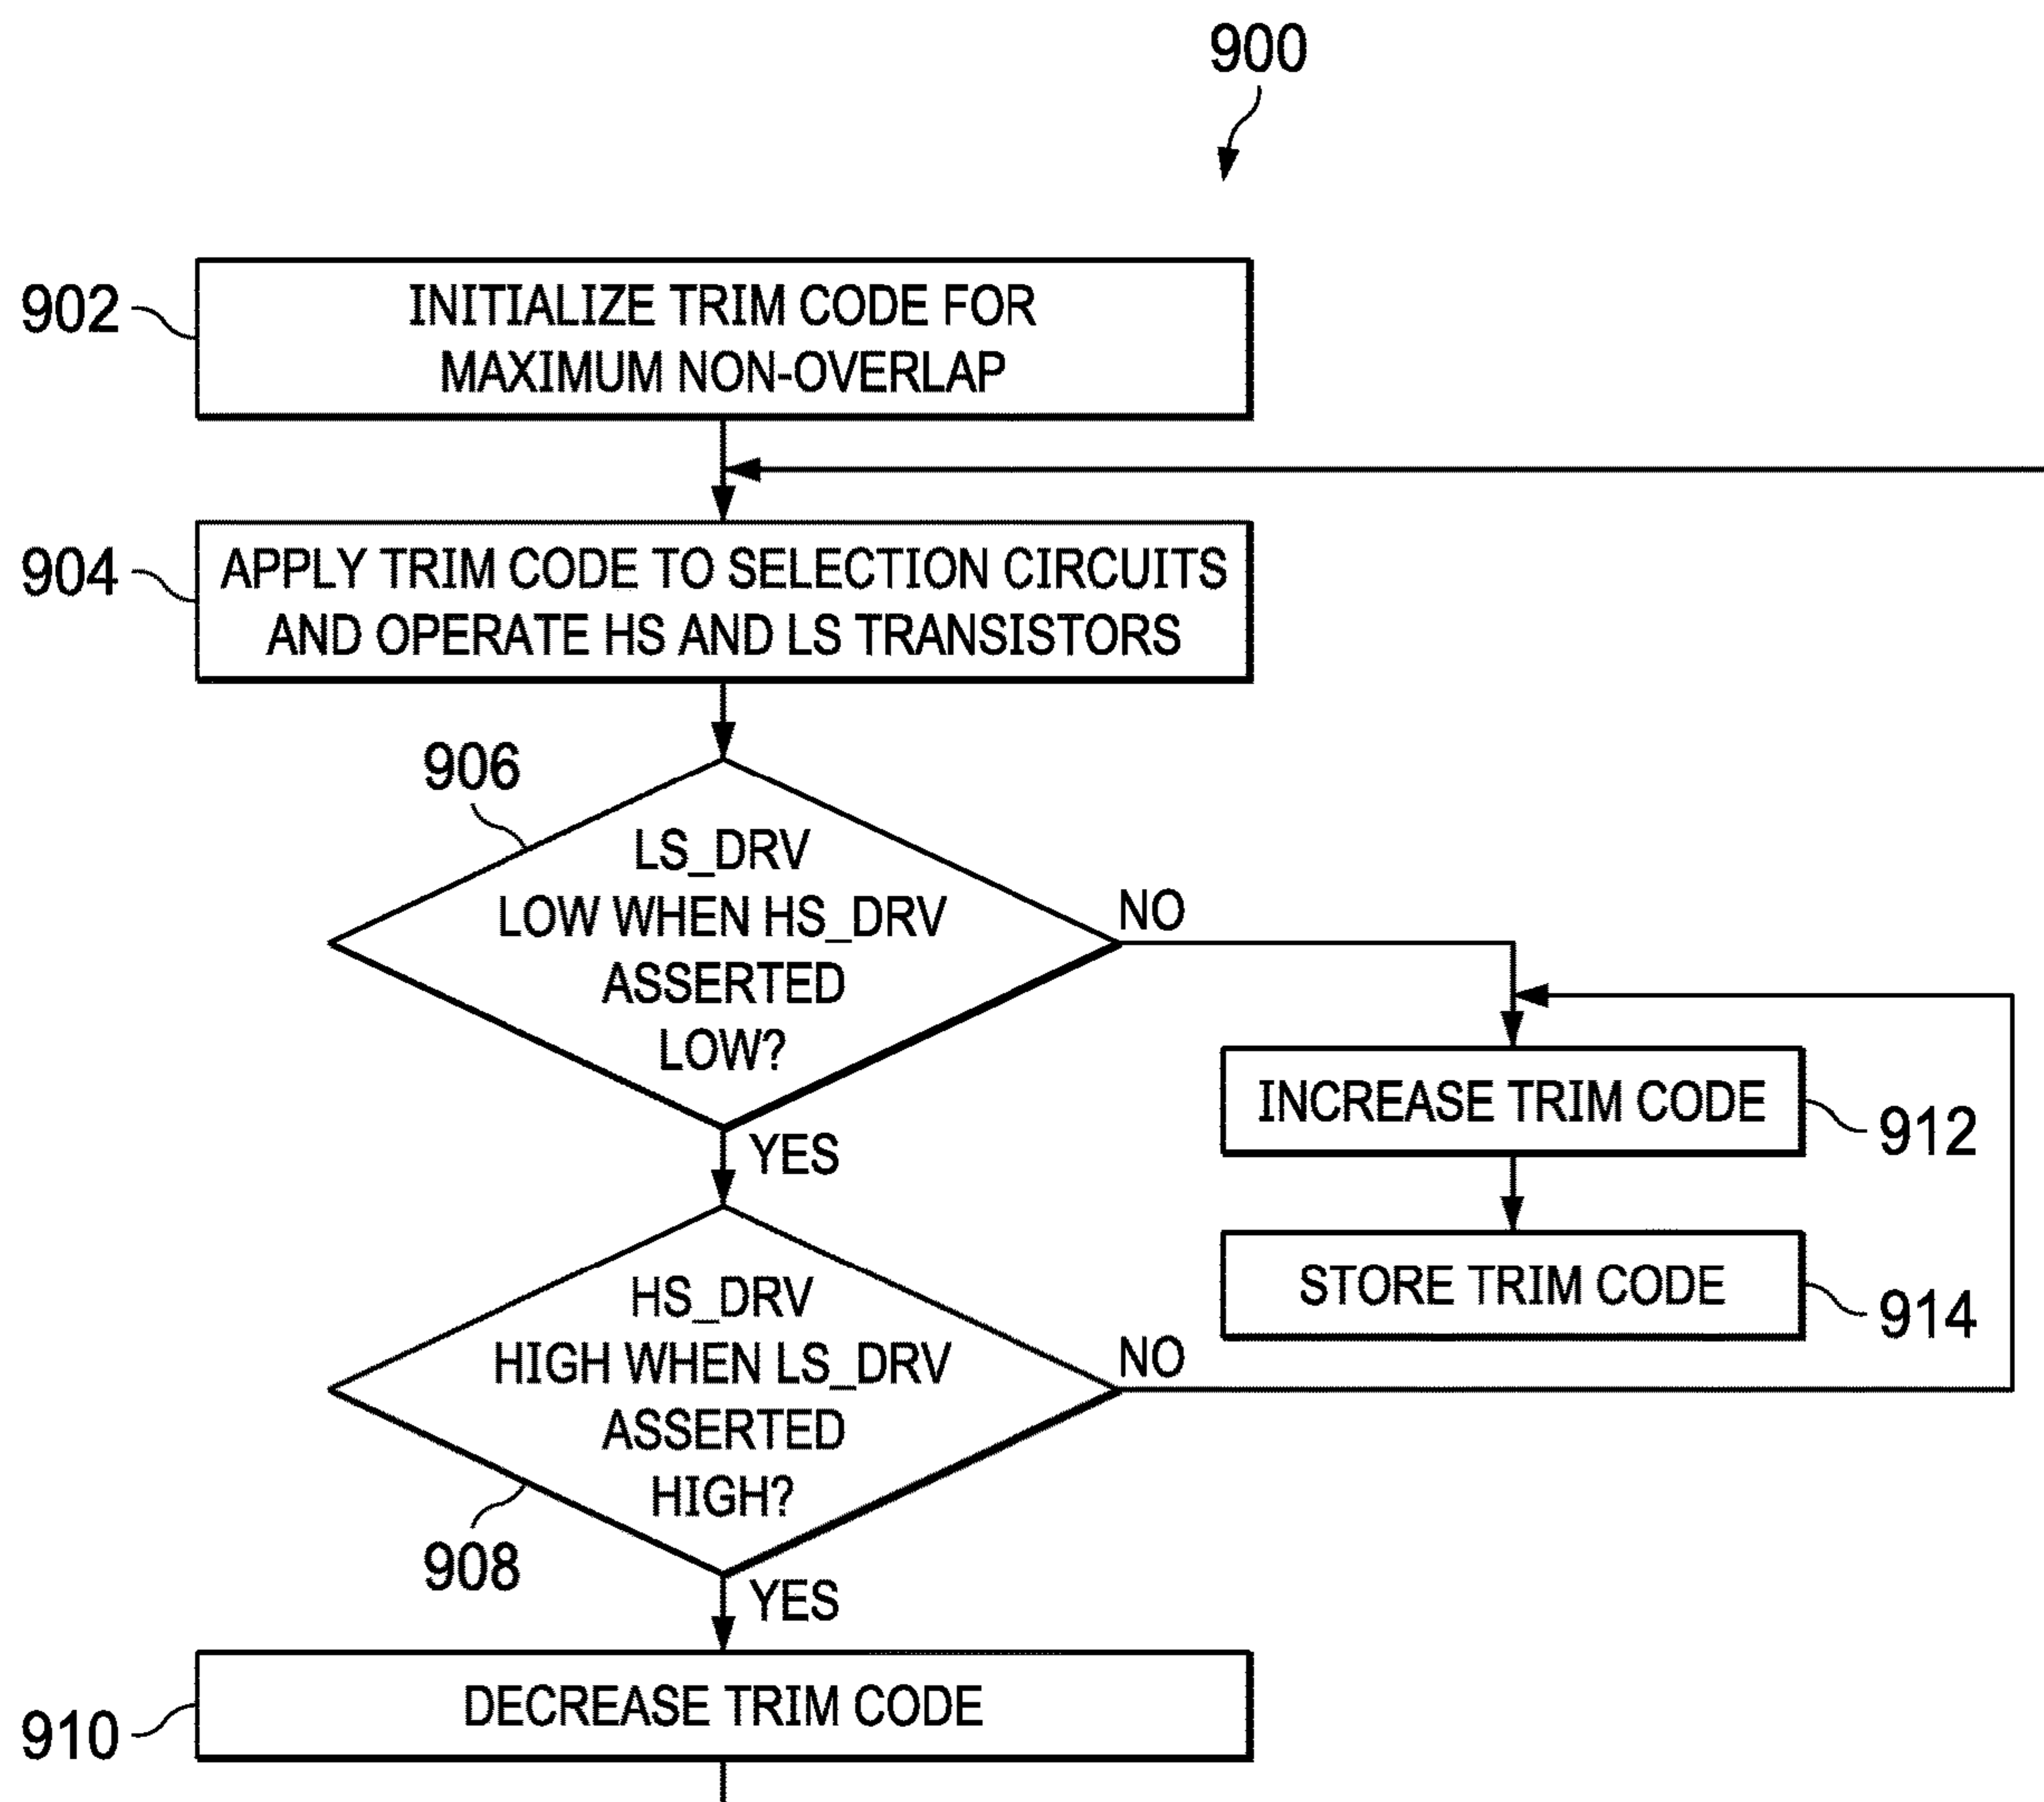 900
902
INITIALIZE TRIM CODE FOR
MAXIMUM NON-OVERLAP
904
APPLY TRIM CODE TO SELECTION CIRCUITS
AND OPERATE HS AND LS TRANSISTORS
906
LS_DRV
LOW WHEN HS_DRV
ASSERTED
LOW?
NO
YES
INCREASE TRIM CODE
912
STORE TRIM CODE
914
HS_DRV
HIGH WHEN LS_DRV
ASSERTED
HIGH?
NO
908
YES
DECREASE TRIM CODE
910